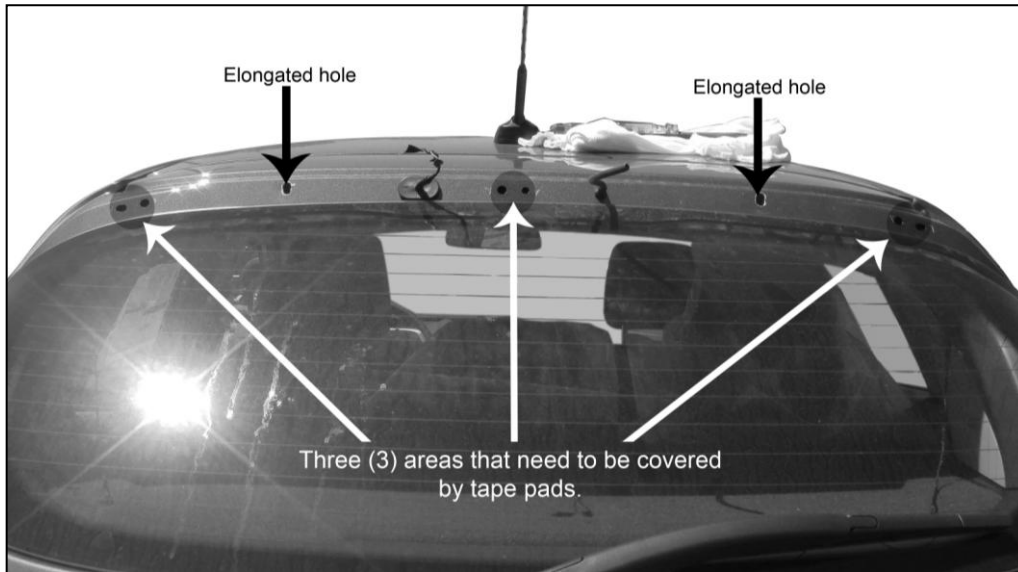 Elongated hole
Elongated hole
Three (3) areas that need to be covered
by tape pads.